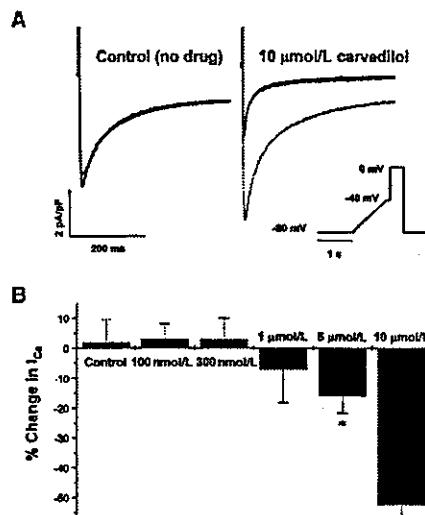 A
Control (no drug)
10 μmol/L carvedilol
2 pA/pF
200 ms
0 mV
-40 mV
-80 mV
1 s
B
% Change in I_Ca
10
0
-10
-20
-30
-40
-50
Control
100 nmol/L
300 nmol/L
1 μmol/L
5 μmol/L
10 μmol/L
*